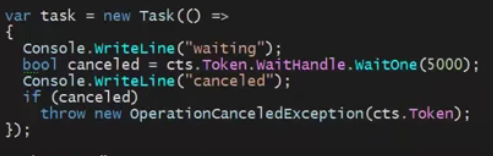 var task = new Task(() =>
{
  Console.WriteLine("waiting");
  bool canceled = cts.Token.WaitHandle.WaitOne(5000);
  Console.WriteLine("canceled");
  if (canceled)
    throw new OperationCanceledException(cts.Token);
});